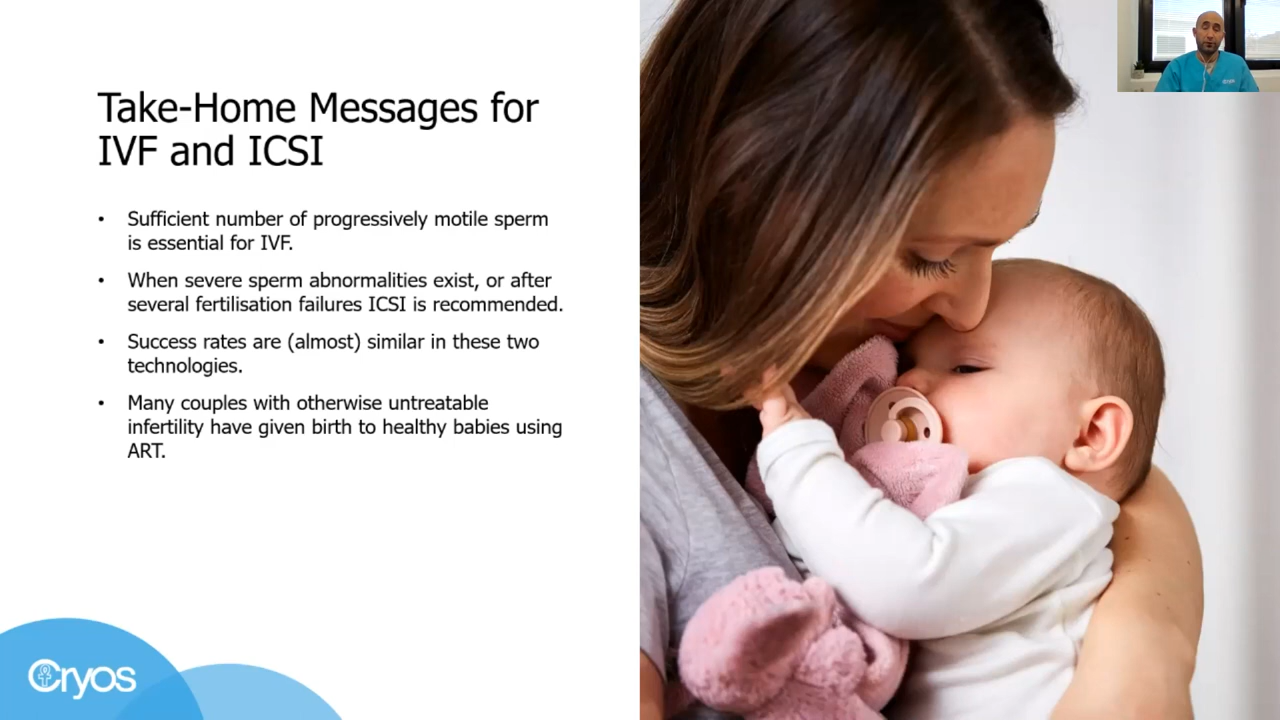 Take-Home Messages for
IVF and ICSI
• Sufficient number of progressively motile sperm
is essential for IVF.
• When severe sperm abnormalities exist, or after
several fertilisation failures ICSI is recommended.
• Success rates are (almost) similar in these two
technologies.
• Many couples with otherwise untreatable
infertility have given birth to healthy babies using
ART.
Cryos